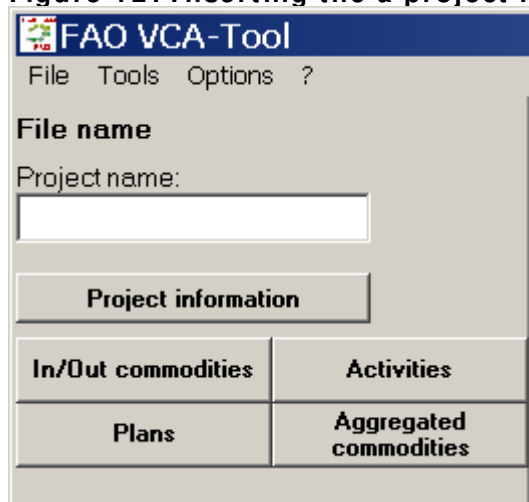 FAO VCA-Tool
File Tools Options ?
File name
Project name:
Project information
In/Out commodities
Activities
Plans
Aggregated
commodities